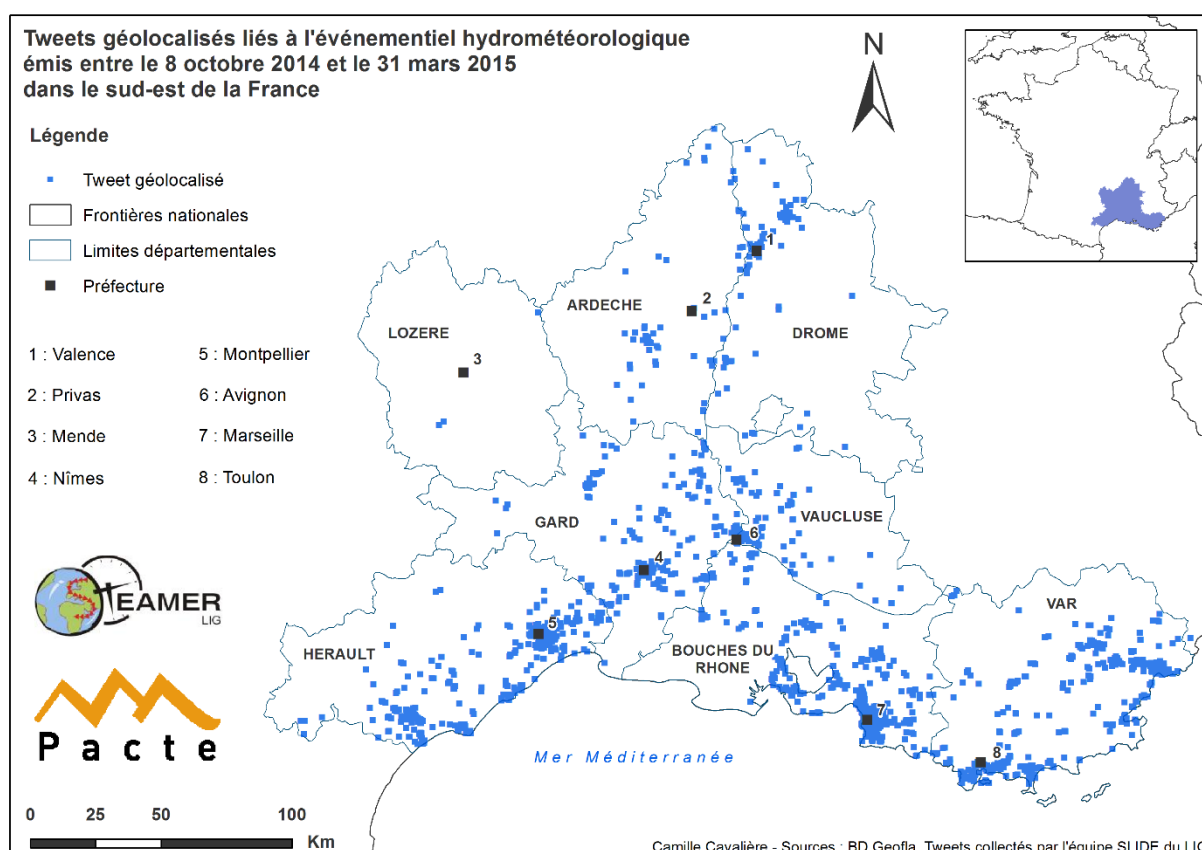 Tweets géolocalisés liés à l'événementiel hydrométéorologique
émis entre le 8 octobre 2014 et le 31 mars 2015
dans le sud-est de la France
N
Légende
Tweet géolocalisé
Frontières nationales
Limites départementales
Préfecture
1 : Valence
5 : Montpellier
2 : Privas
6 : Avignon
3 : Mende
7 : Marseille
4 : Nîmes
8 : Toulon
1
ARDECHE
2
LOZERE
DROME
3
GARD
VAUCLUSE
6
4
VAR
5
HERAULT
BOUCHES DU
RHONE
7
8
Mer Méditerranée
STEAMER
LIG
Pacte
0 25 50 100
Km
Camille Cavalière - Sources : BD Geofla, Tweets collectés par l'équipe SLIDE du LIG